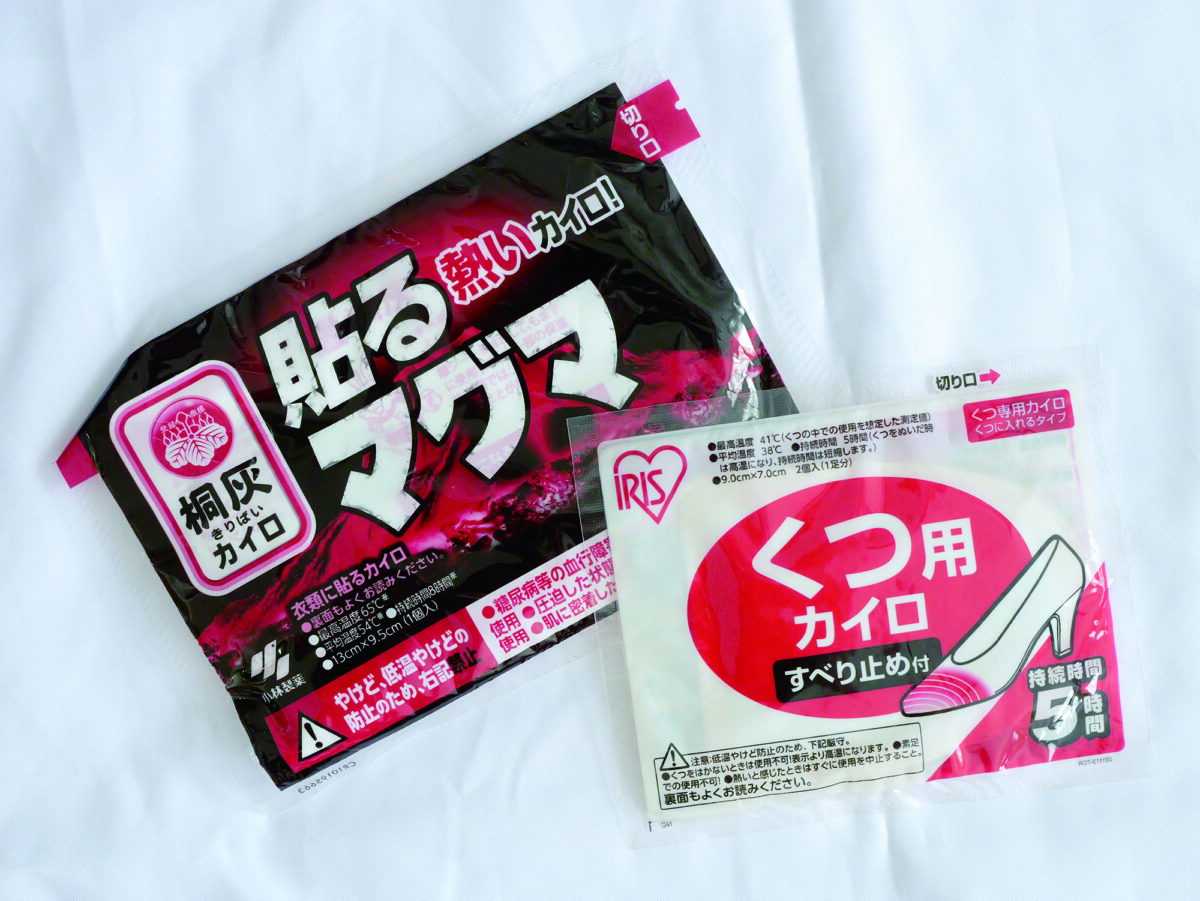 切り口
熱いカイロ!
貼る
マグマ
桐灰
きりばい
カイロ
衣類に貼るカイロ
●裏面もよくお読みください。
●最高温度65℃※
●平均温度54℃※ ●持続時間8時間※
●13cm×9.5cm(1個入)
小林製薬
やけど、低温やけどの
防止のため、右記禁止
●糖尿病等の血行障害
使用 ●圧迫した状態
使用 ●肌に密着した
切り口
くつ専用カイロ
くつに入れるタイプ
IRIS
●最高温度 41℃(くつの中での使用を想定した測定値)
●平均温度 38℃ ●持続時間 5時間(くつをぬいだ時
は高温になり、持続時間は短縮します。)
●9.0cm×7.0cm 2個入(1足分)
くつ用
カイロ
すべり止め付
持続時間
5時間
注意:低温やけど防止のため、下記厳守。
●くつをはかないときは使用不可!表示より高温になります。 ●素足
での使用不可! ●熱いと感じたときはすぐに使用を中止すること。
裏面もよくお読みください。